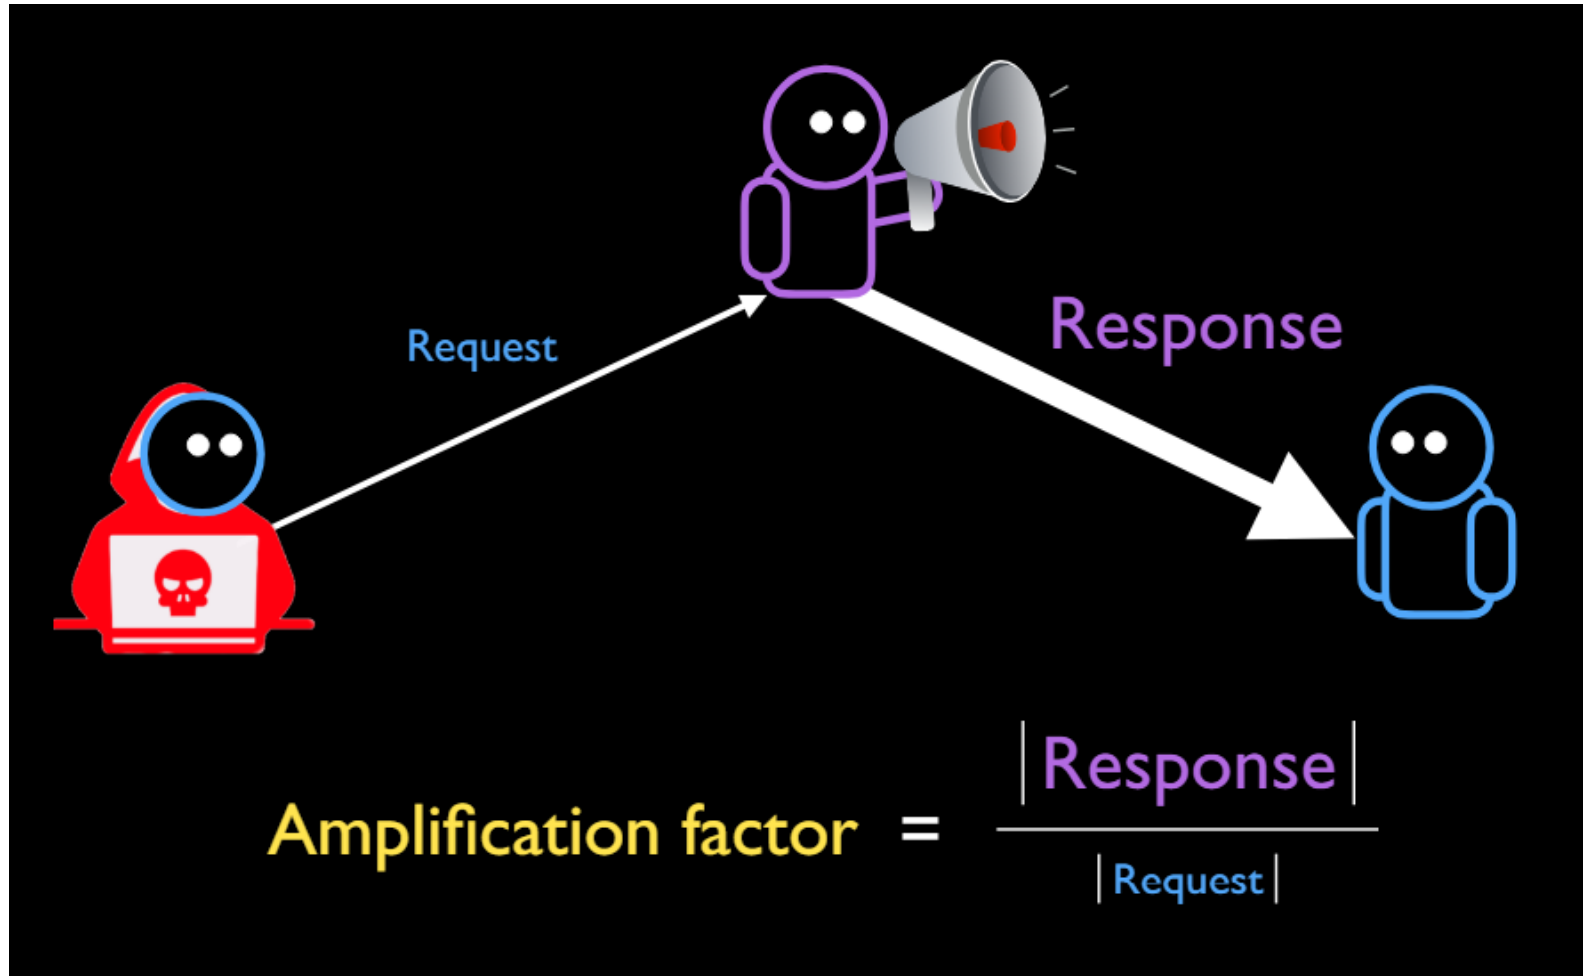 Request
Response
Amplification factor = |Response|
|Request|